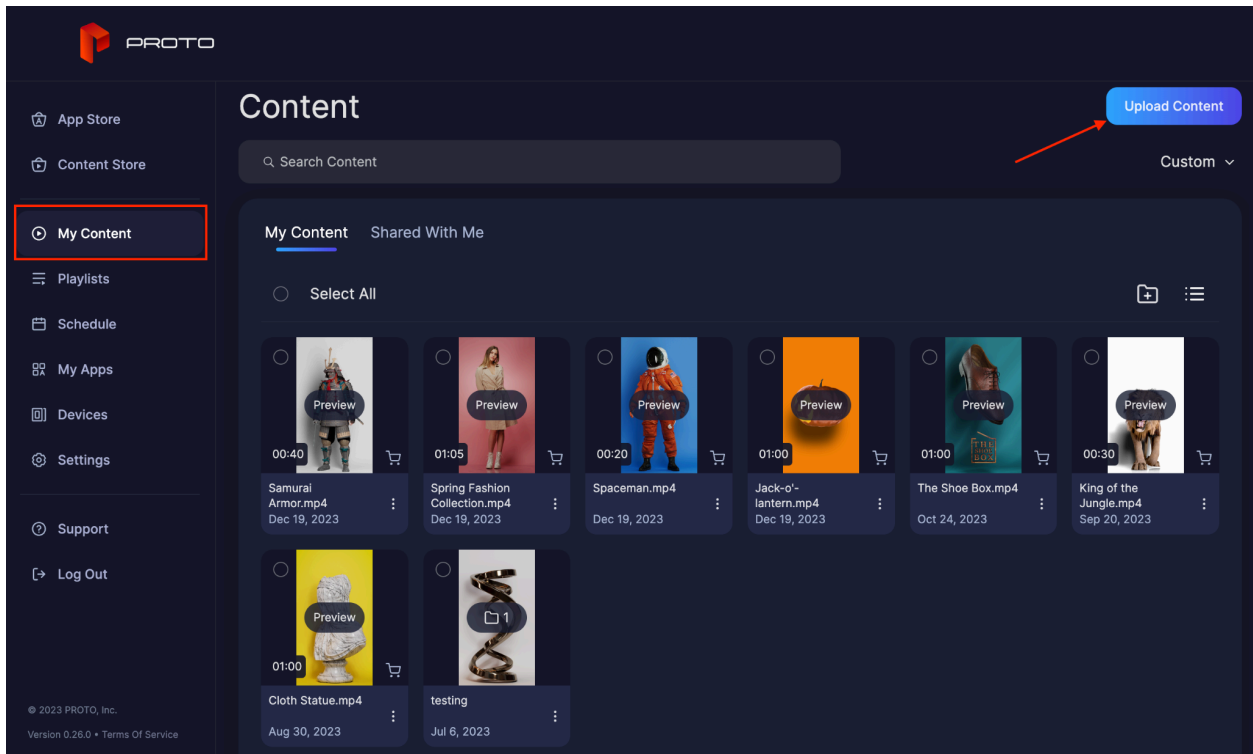 PROTO
App Store
Content Store
My Content
Playlists
Schedule
My Apps
Devices
Settings
Support
Log Out
© 2023 PROTO, Inc.
Version 0.26.0 • Terms Of Service
Content
Upload Content
Search Content
Custom
My Content Shared With Me
Select All
Preview
00:40
Samurai
Armor.mp4
Dec 19, 2023
Preview
01:05
Spring Fashion
Collection.mp4
Dec 19, 2023
Preview
00:20
Spaceman.mp4
Dec 19, 2023
Preview
01:00
Jack-o'-
lantern.mp4
Dec 19, 2023
Preview
THE
SHOE
BOX
01:00
The Shoe Box.mp4
Oct 24, 2023
Preview
00:30
King of the
Jungle.mp4
Sep 20, 2023
Preview
01:00
Cloth Statue.mp4
Aug 30, 2023
1
testing
Jul 6, 2023